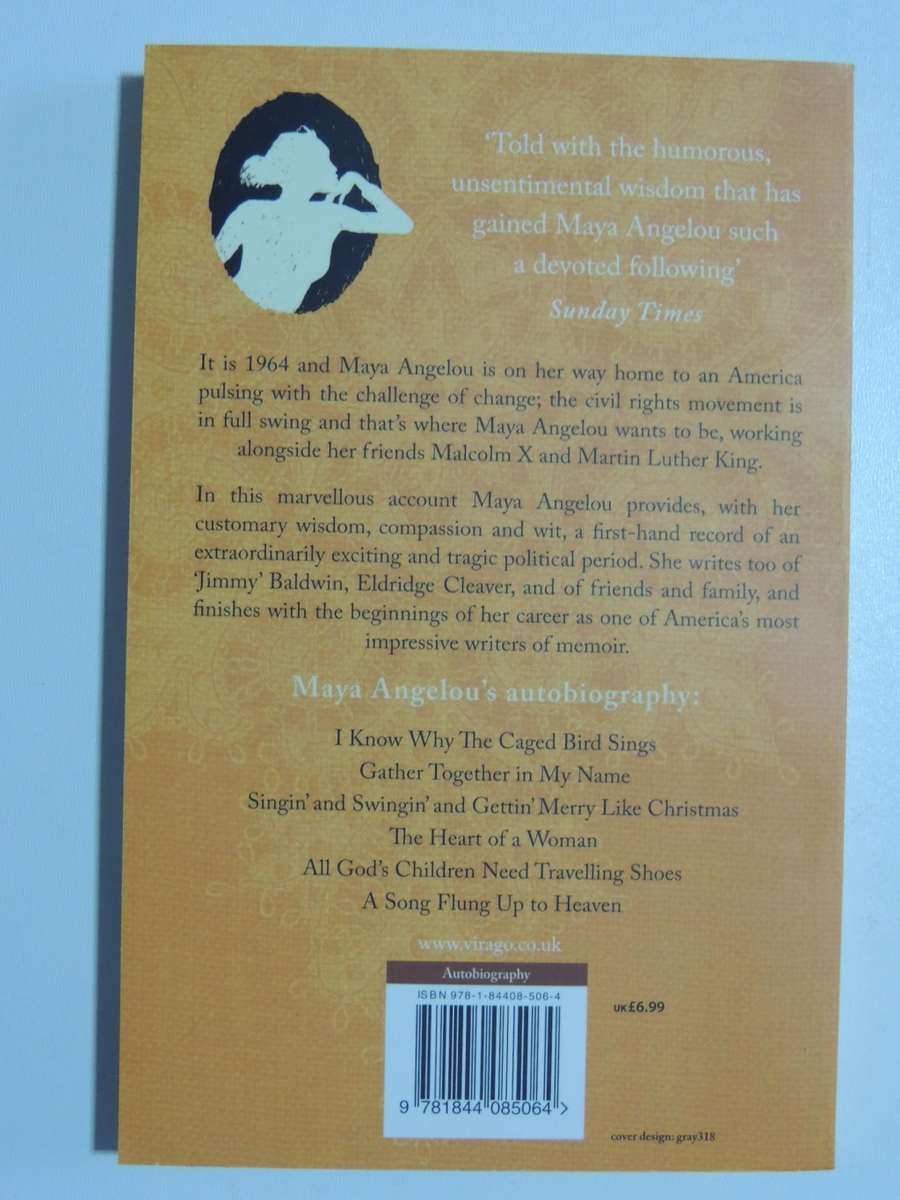 ‘Told with the humorous,
unsentimental wisdom that has
gained Maya Angelou such
a devoted following’
Sunday Times
It is 1964 and Maya Angelou is on her way home to an America
pulsing with the challenge of change; the civil rights movement is
in full swing and that’s where Maya Angelou wants to be, working
alongside her friends Malcolm X and Martin Luther King.
In this marvellous account Maya Angelou provides, with her
customary wisdom, compassion and wit, a first-hand record of an
extraordinarily exciting and tragic political period. She writes too of
‘Jimmy’ Baldwin, Eldridge Cleaver, and of friends and family, and
finishes with the beginnings of her career as one of America’s most
impressive writers of memoir.
Maya Angelou’s autobiography:
I Know Why The Caged Bird Sings
Gather Together in My Name
Singin’ and Swingin’ and Gettin’ Merry Like Christmas
The Heart of a Woman
All God’s Children Need Travelling Shoes
A Song Flung Up to Heaven
www.virago.co.uk
Autobiography
ISBN 978-1-84408-506-4
UK£6.99
9 781844 085064 >
cover design: gray318